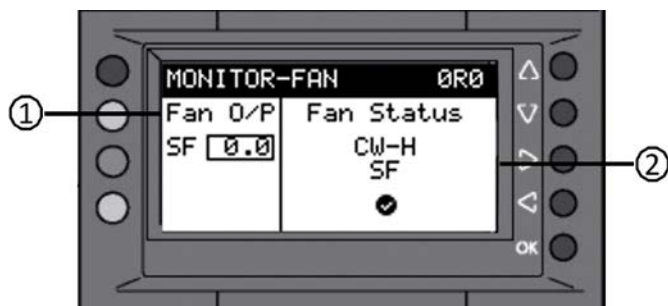 MONITOR-FAN 0R0
Fan O/P Fan Status
SF 0.0 CW-H
SF
OK
1
2